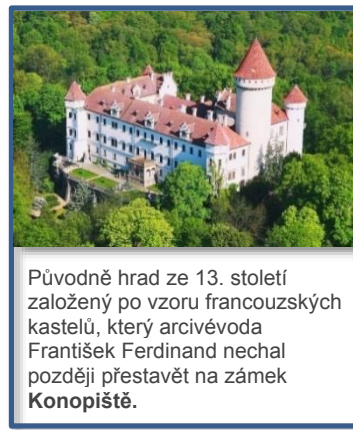 Původně hrad ze 13. století
založený po vzoru francouzských
kastelů, který arcivévoda
František Ferdinand nechal
později přestavět na zámek
Konopiště.